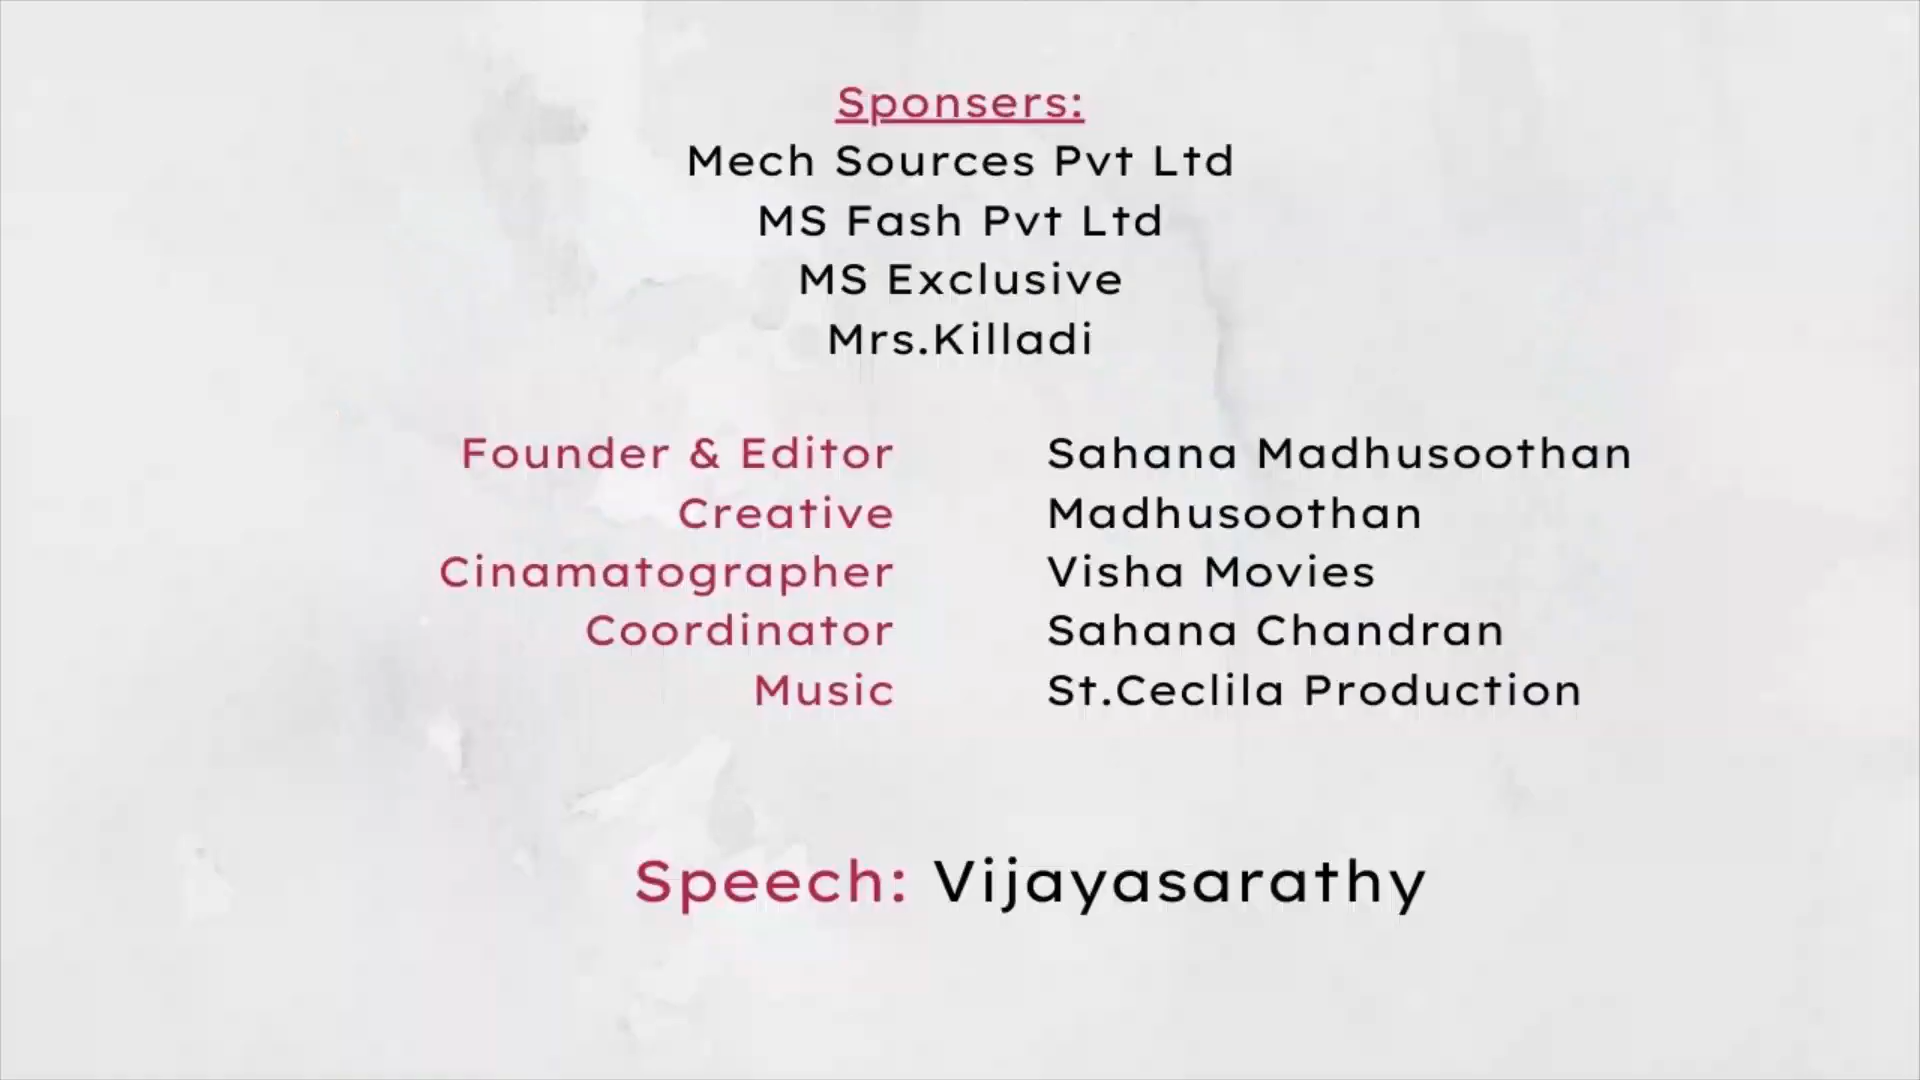 Sponsers:
Mech Sources Pvt Ltd
MS Fash Pvt Ltd
MS Exclusive
Mrs.Killadi
Founder & Editor Sahana Madhusoothan
Creative Madhusoothan
Cinamatographer Visha Movies
Coordinator Sahana Chandran
Music St.Ceclila Production
Speech: Vijayasarathy